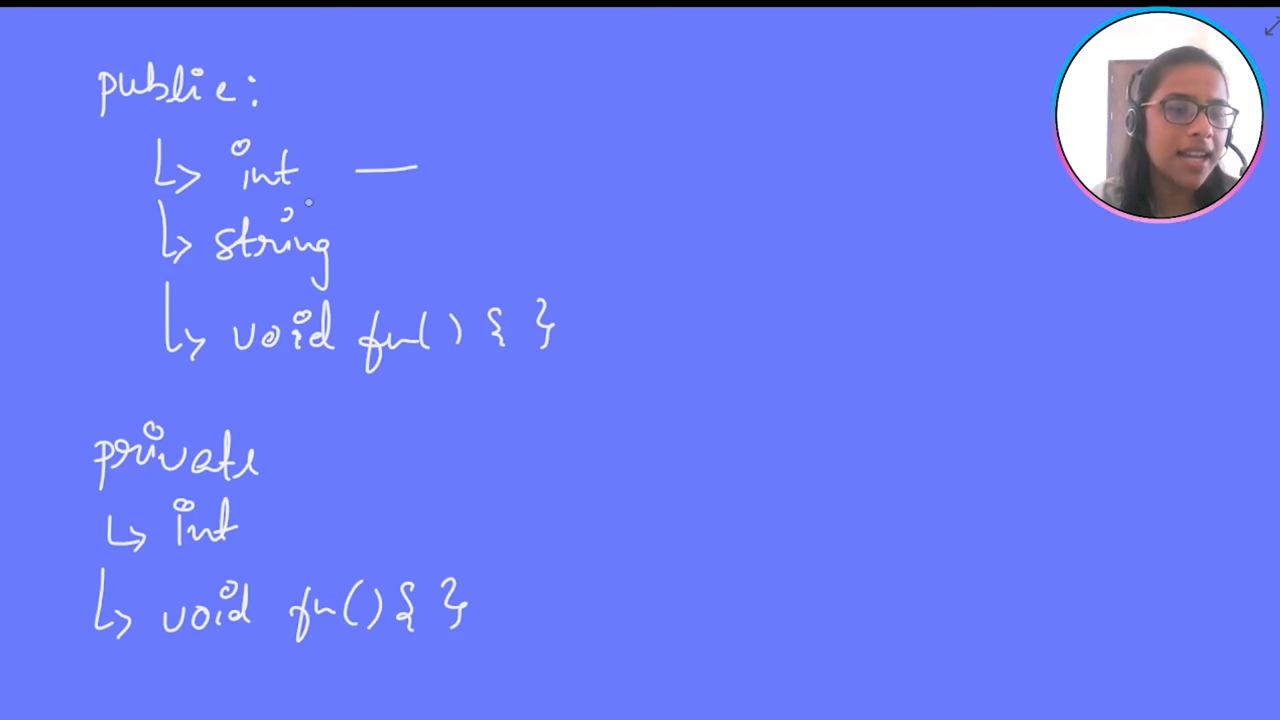 public:
↳ int —
↳ string
↳ void fn() { }
private
↳ int
↳ void fn() { }